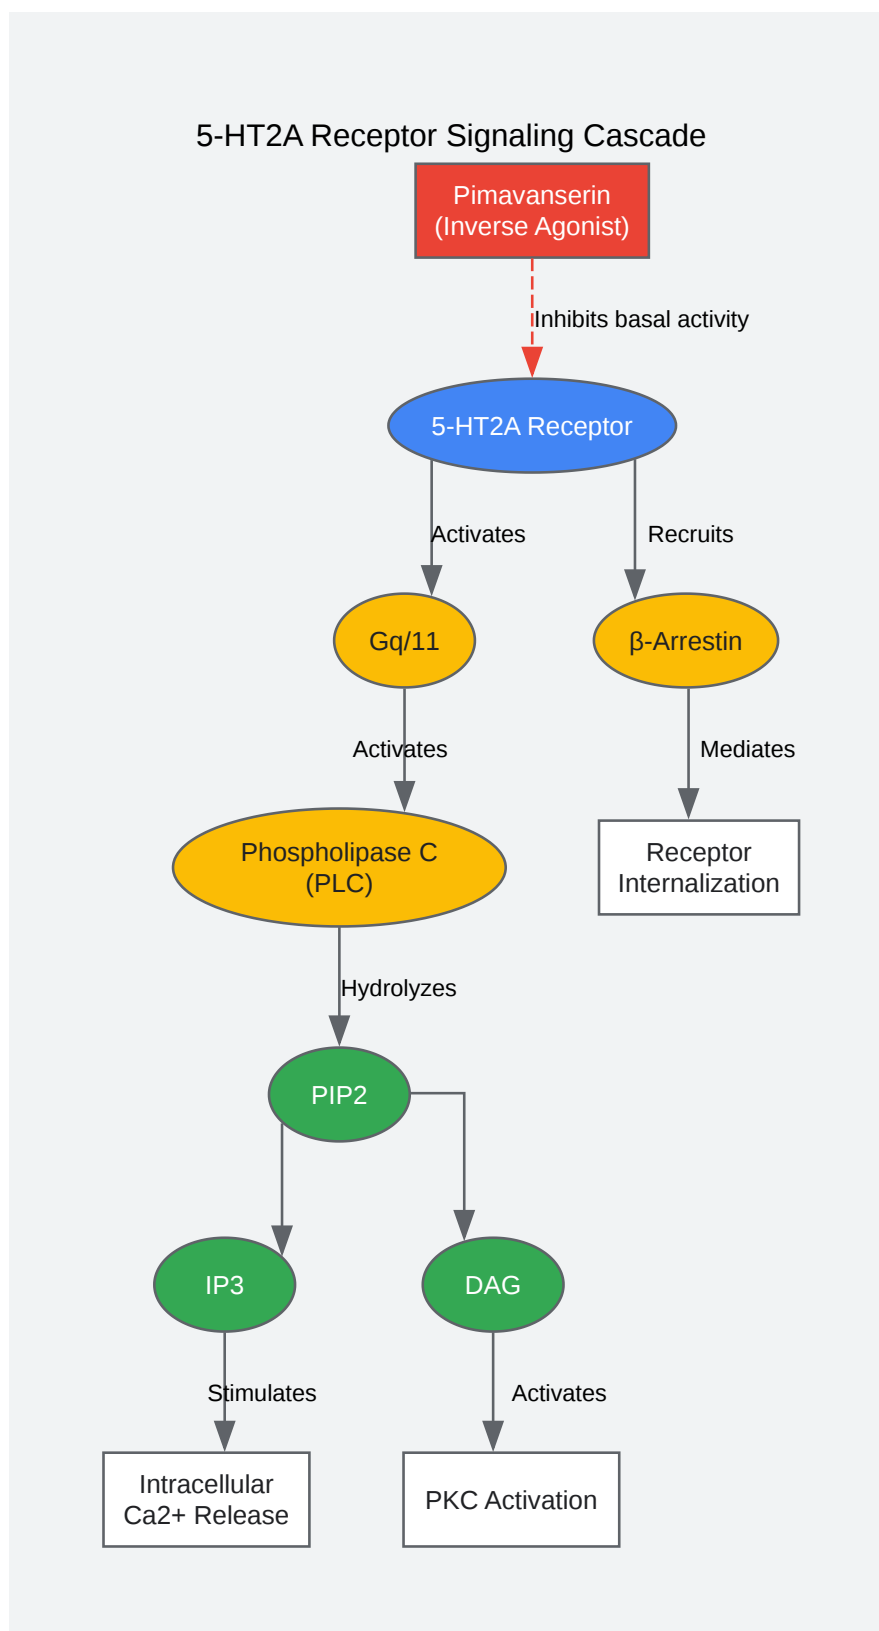 5-HT2A Receptor Signaling Cascade
Pimavanserin
(Inverse Agonist)
Inhibits basal activity
5-HT2A Receptor
Activates
Recruits
Gq/11
β-Arrestin
Activates
Mediates
Phospholipase C
(PLC)
Receptor
Internalization
Hydrolyzes
PIP2
IP3
DAG
Stimulates
Activates
Intracellular
Ca2+ Release
PKC Activation